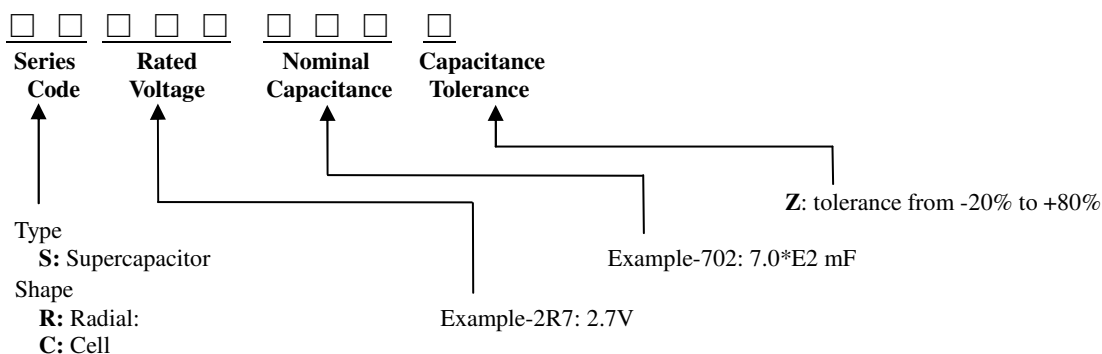 □ □ □ □ □ □ □ □ □
Series Rated Nominal Capacitance
Code Voltage Capacitance Tolerance
Z: tolerance from -20% to +80%
Type
S: Supercapacitor
Example-702: 7.0*E2 mF
Shape
R: Radial:
Example-2R7: 2.7V
C: Cell